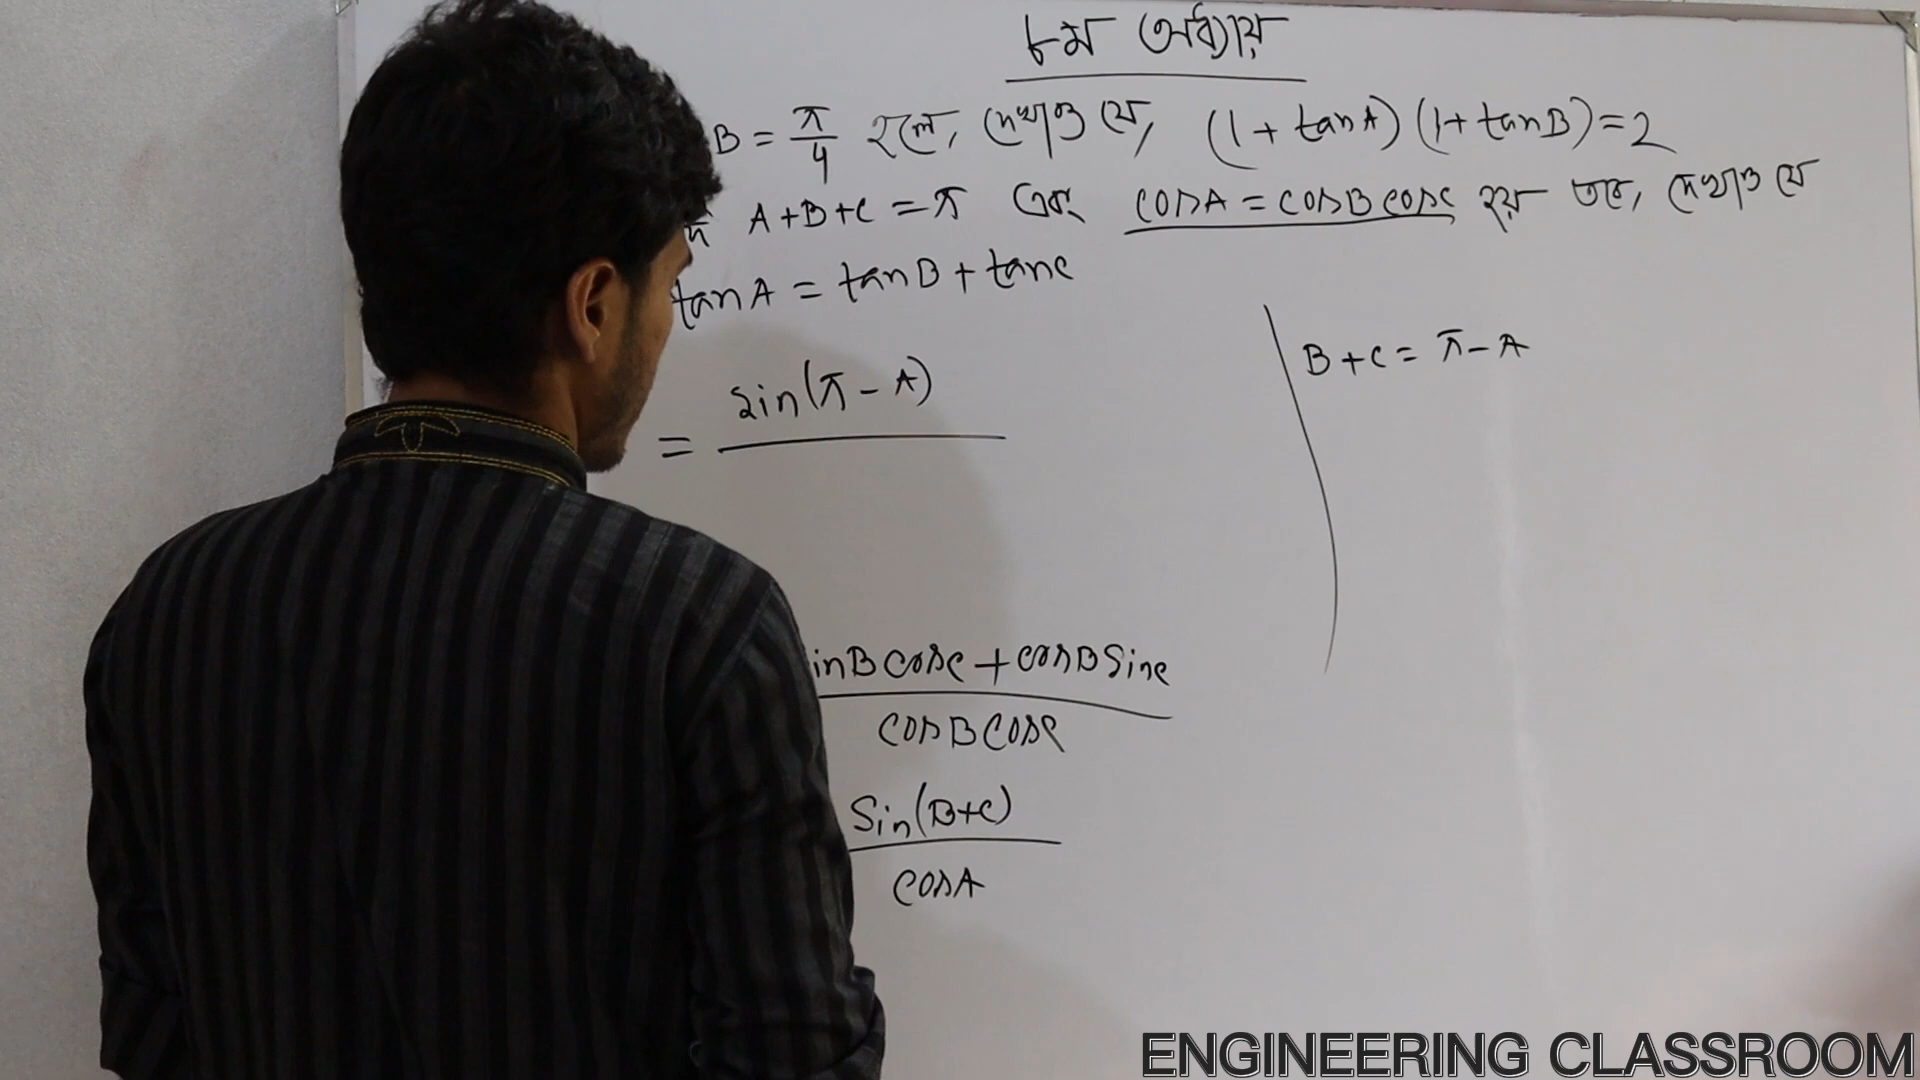 ৮ম অধ্যায়
B = π/4 হলে, দেখাও যে, (1 + tanA) (1 + tanB) = 2
A+B+C = π এবং cosA = cosB cosC হয় তবে, দেখাও যে
tanA = tanB + tanC
= sin(π - A)
B + C = π - A
inB cosC + cosB sinC
cosB cosC
Sin(B+C)
cosA
ENGINEERING CLASSROOM